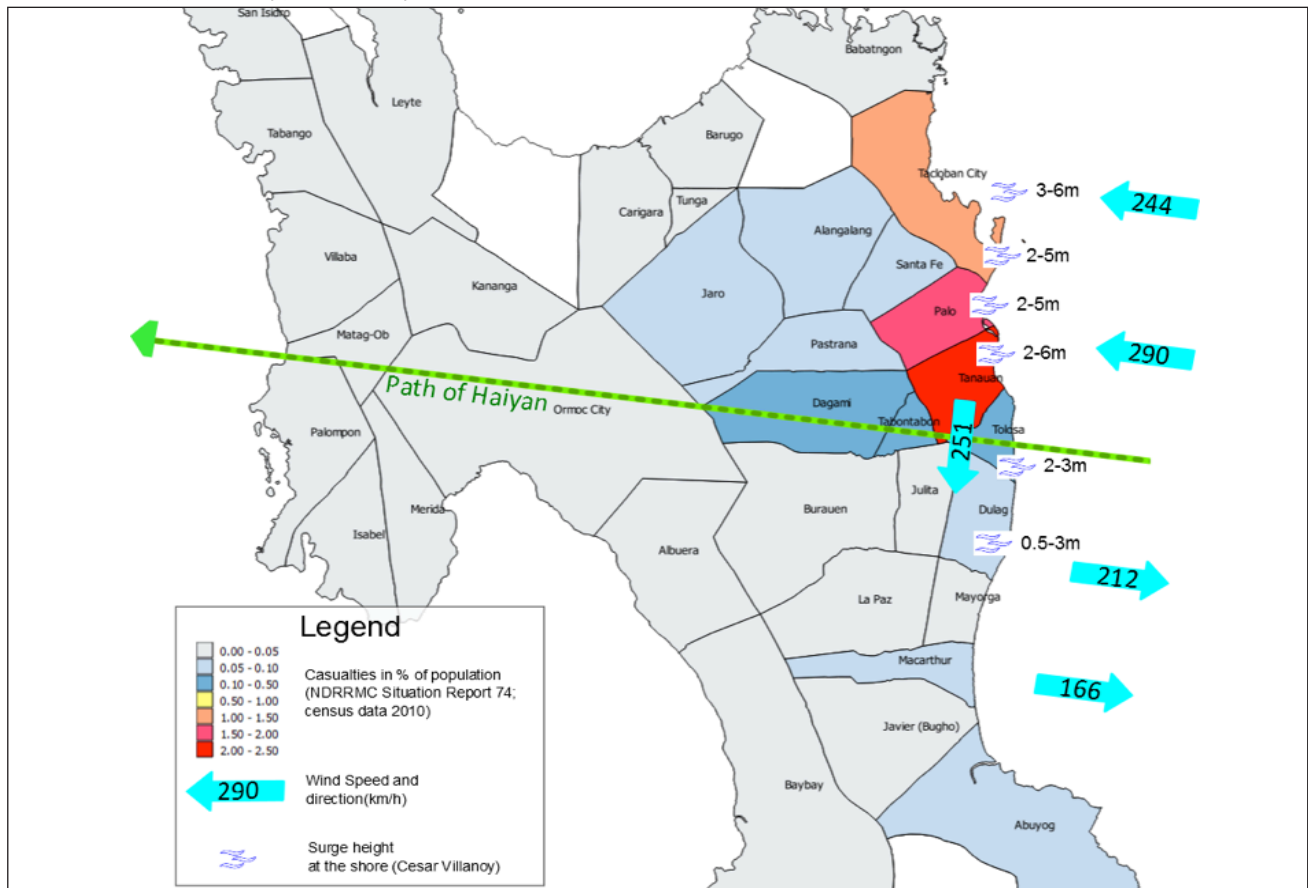 San Isidro
Babatngon
Leyte
Tabango
Barugo
Tacloban City
3-6m
244
Tunga
Carigara
Alangalang
Villaba
Santa Fe
2-5m
Kananga
Jaro
2-5m
Palo
Matag-Ob
Pastrana
2-6m
290
Tanauan
Path of Haiyan
Ormoc City
Dagami
Tabontabon
Tolosa
251
Palompon
2-3m
Julita
Merida
Burauen
Dulag
Isabel
Albuera
0.5-3m
212
La Paz
Mayorga
Legend
0.00 - 0.05
0.05 - 0.10
0.10 - 0.50
0.50 - 1.00
1.00 - 1.50
1.50 - 2.00
2.00 - 2.50
Casualties in % of population
(NDRRMC Situation Report 74;
census data 2010)
290
Wind Speed and
direction(km/h)
Surge height
at the shore (Cesar Villanoy)
Macarthur
166
Javier (Bugho)
Baybay
Abuyog